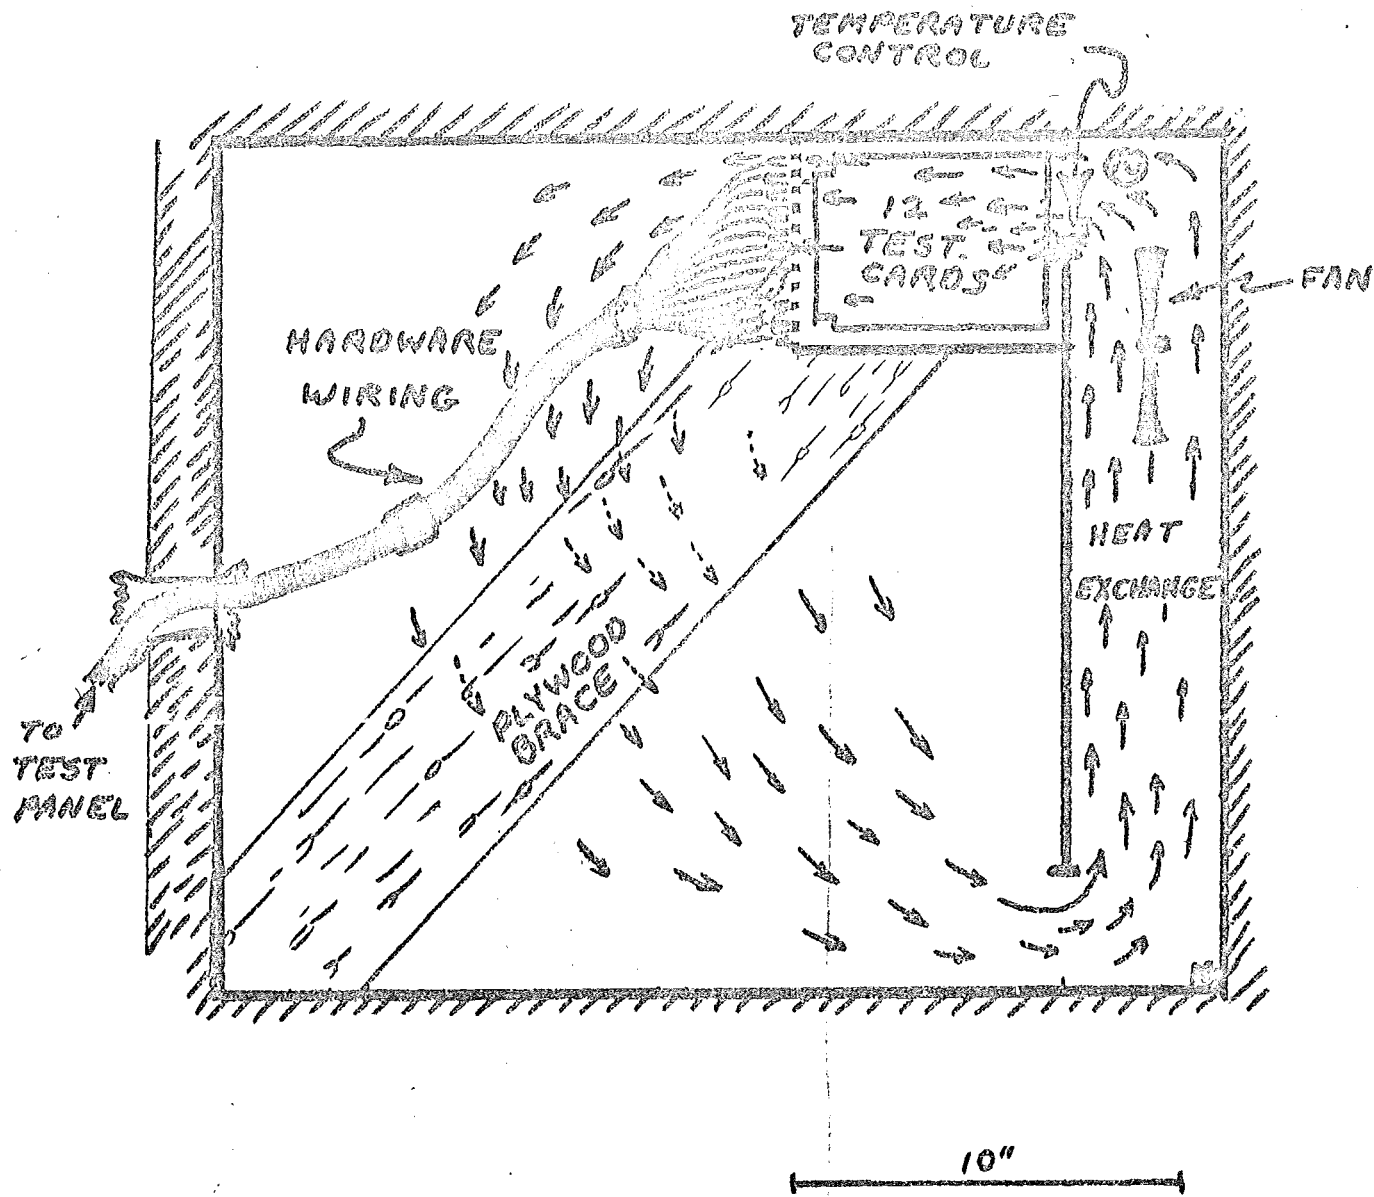 TEMPERATURE
CONTROL
12
TEST
CARDS
FAN
HARDWARE
WIRING
HEAT
EXCHANGE
PLYWOOD
BRACE
TO
TEST
PANEL
10"